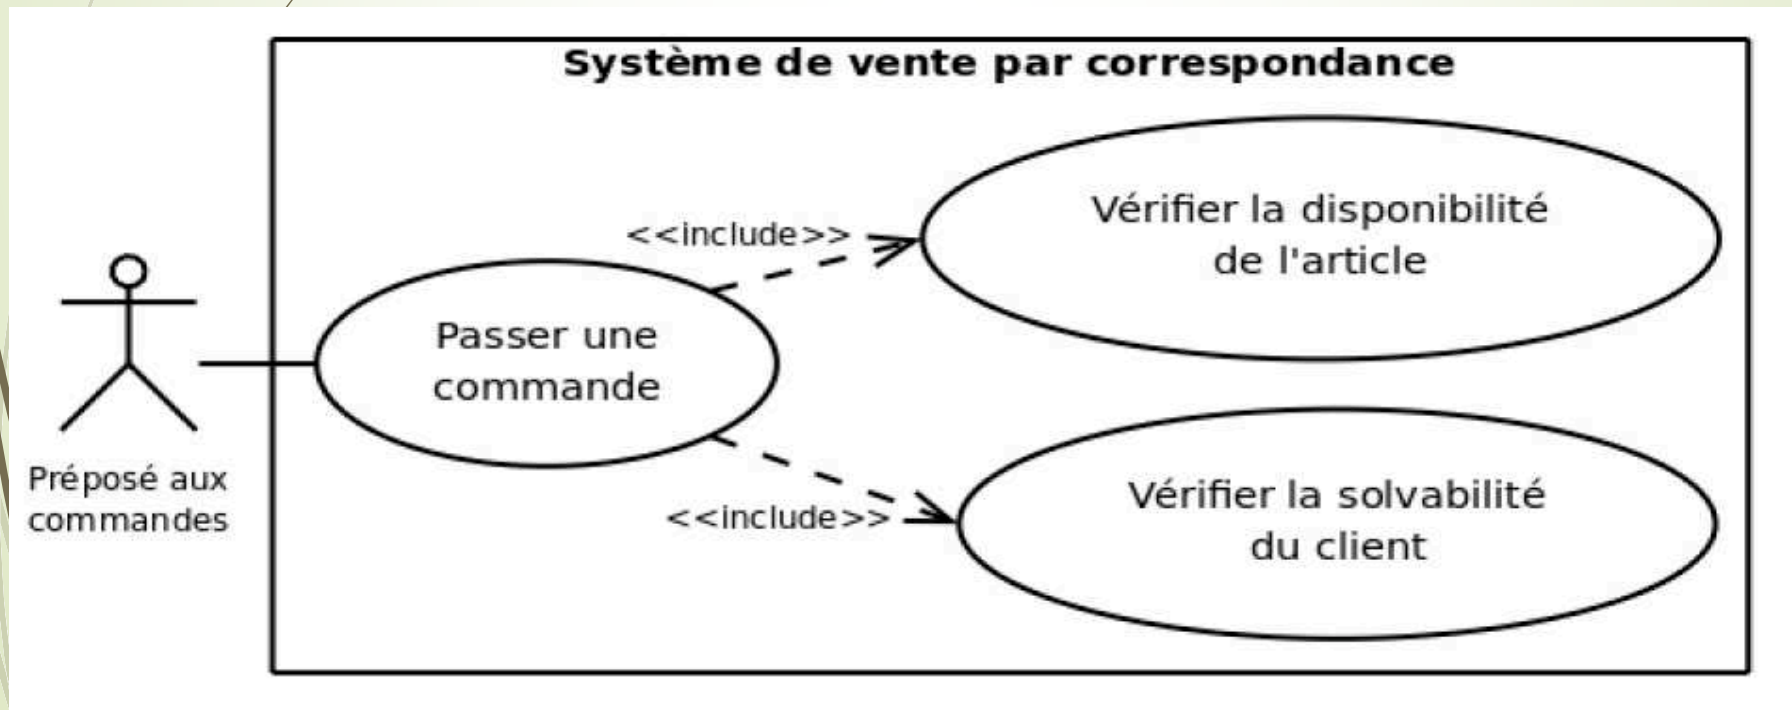 Système de vente par correspondance
Vérifier la disponibilité
de l'article
<<include>>
Passer une
commande
Préposé aux
commandes
<<include>>
Vérifier la solvabilité
du client